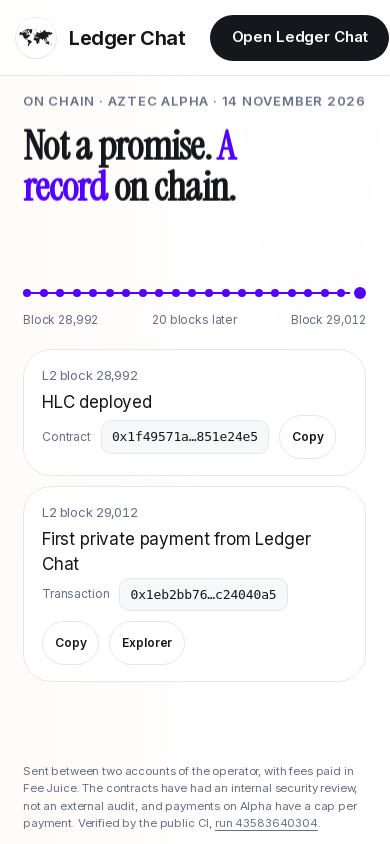 Ledger Chat
Open Ledger Chat
ON CHAIN · AZTEC ALPHA · 14 NOVEMBER 2026
Not a promise. A
record on chain.
Block 28,992 20 blocks later Block 29,012
L2 block 28,992
HLC deployed
Contract 0x1f49571a…851e24e5 Copy
L2 block 29,012
First private payment from Ledger
Chat
Transaction 0x1eb2bb76…c24040a5
Copy Explorer
Sent between two accounts of the operator, with fees paid in
Fee Juice. The contracts have had an internal security review,
not an external audit, and payments on Alpha have a cap per
payment. Verified by the public CI, run 43583640304.